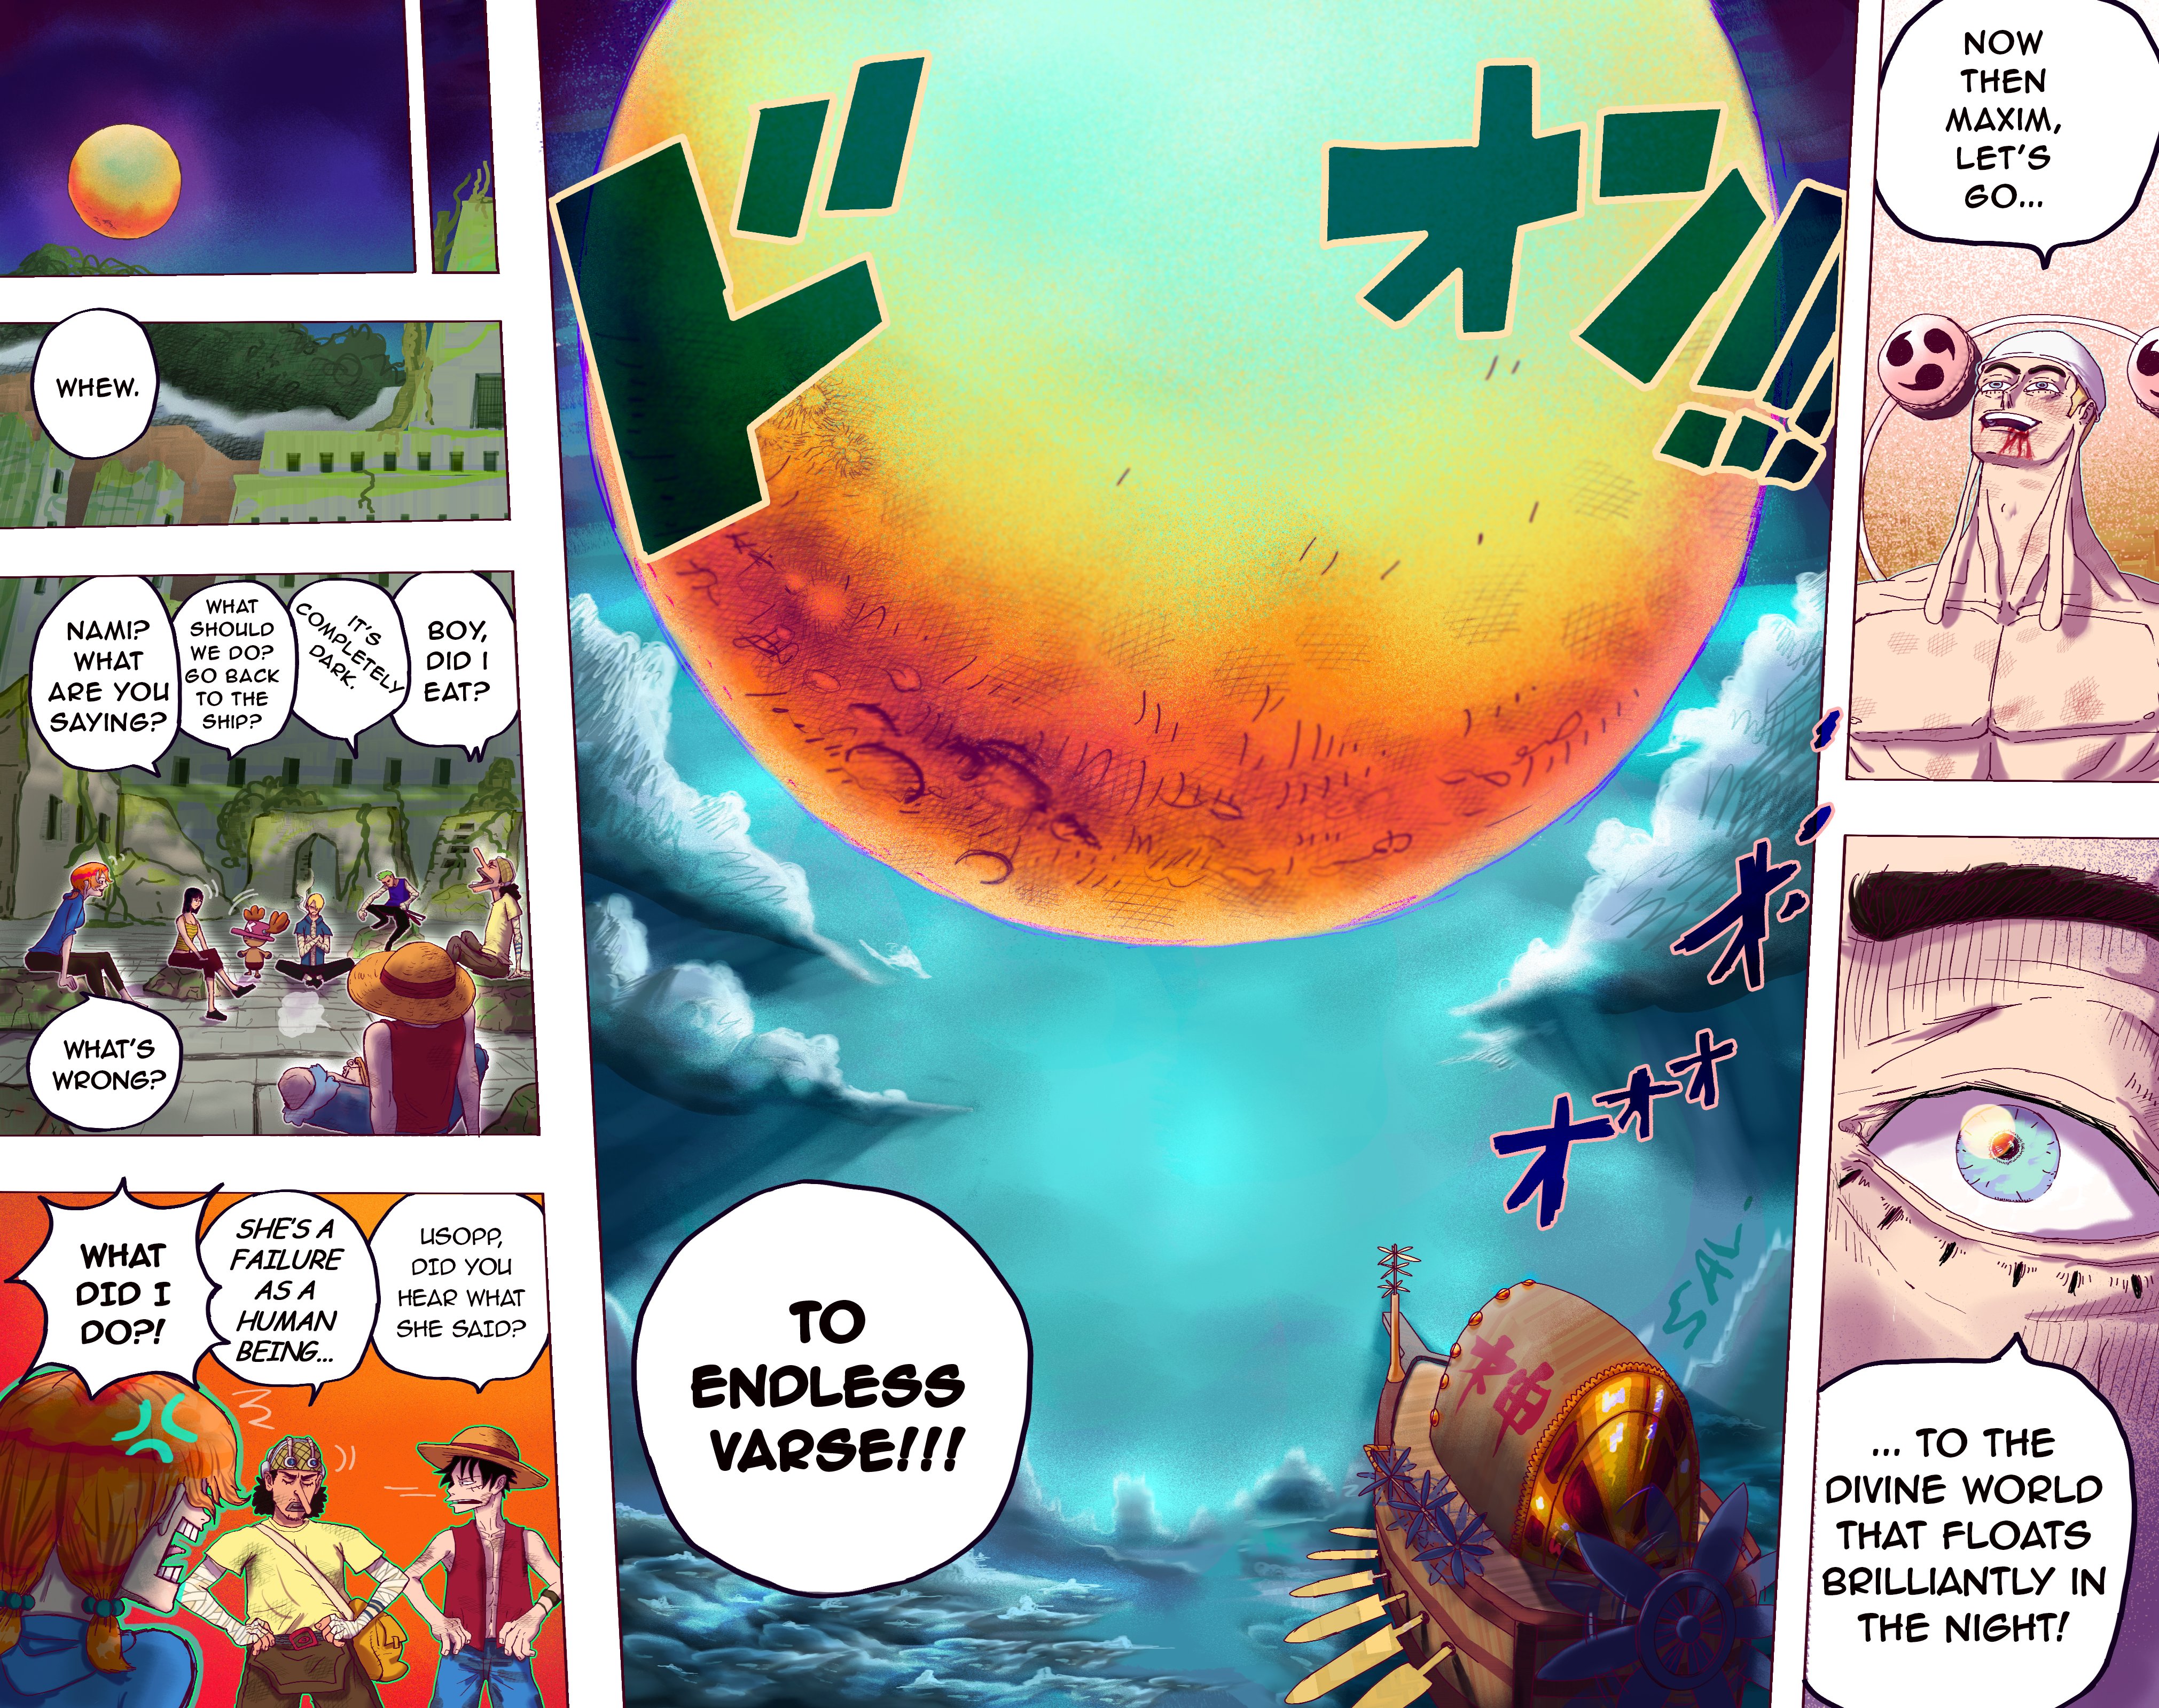 NOW
THEN
MAXIM,
LET'S
GO...
... TO THE
DIVINE WORLD
THAT FLOATS
BRILLIANTLY IN
THE NIGHT!
ドオン!!!
オオオオ
神
SAL.
TO
ENDLESS
VARSE!!!
WHEW.
BOY,
DID I
EAT?
IT'S
COMPLETELY
DARK.
WHAT
SHOULD
WE DO?
GO BACK
TO THE
SHIP?
NAMI?
WHAT
ARE YOU
SAYING?
WHAT'S
WRONG?
USOPP,
DID YOU
HEAR WHAT
SHE SAID?
SHE'S A
FAILURE
AS A
HUMAN
BEING...
WHAT
DID I
DO?!